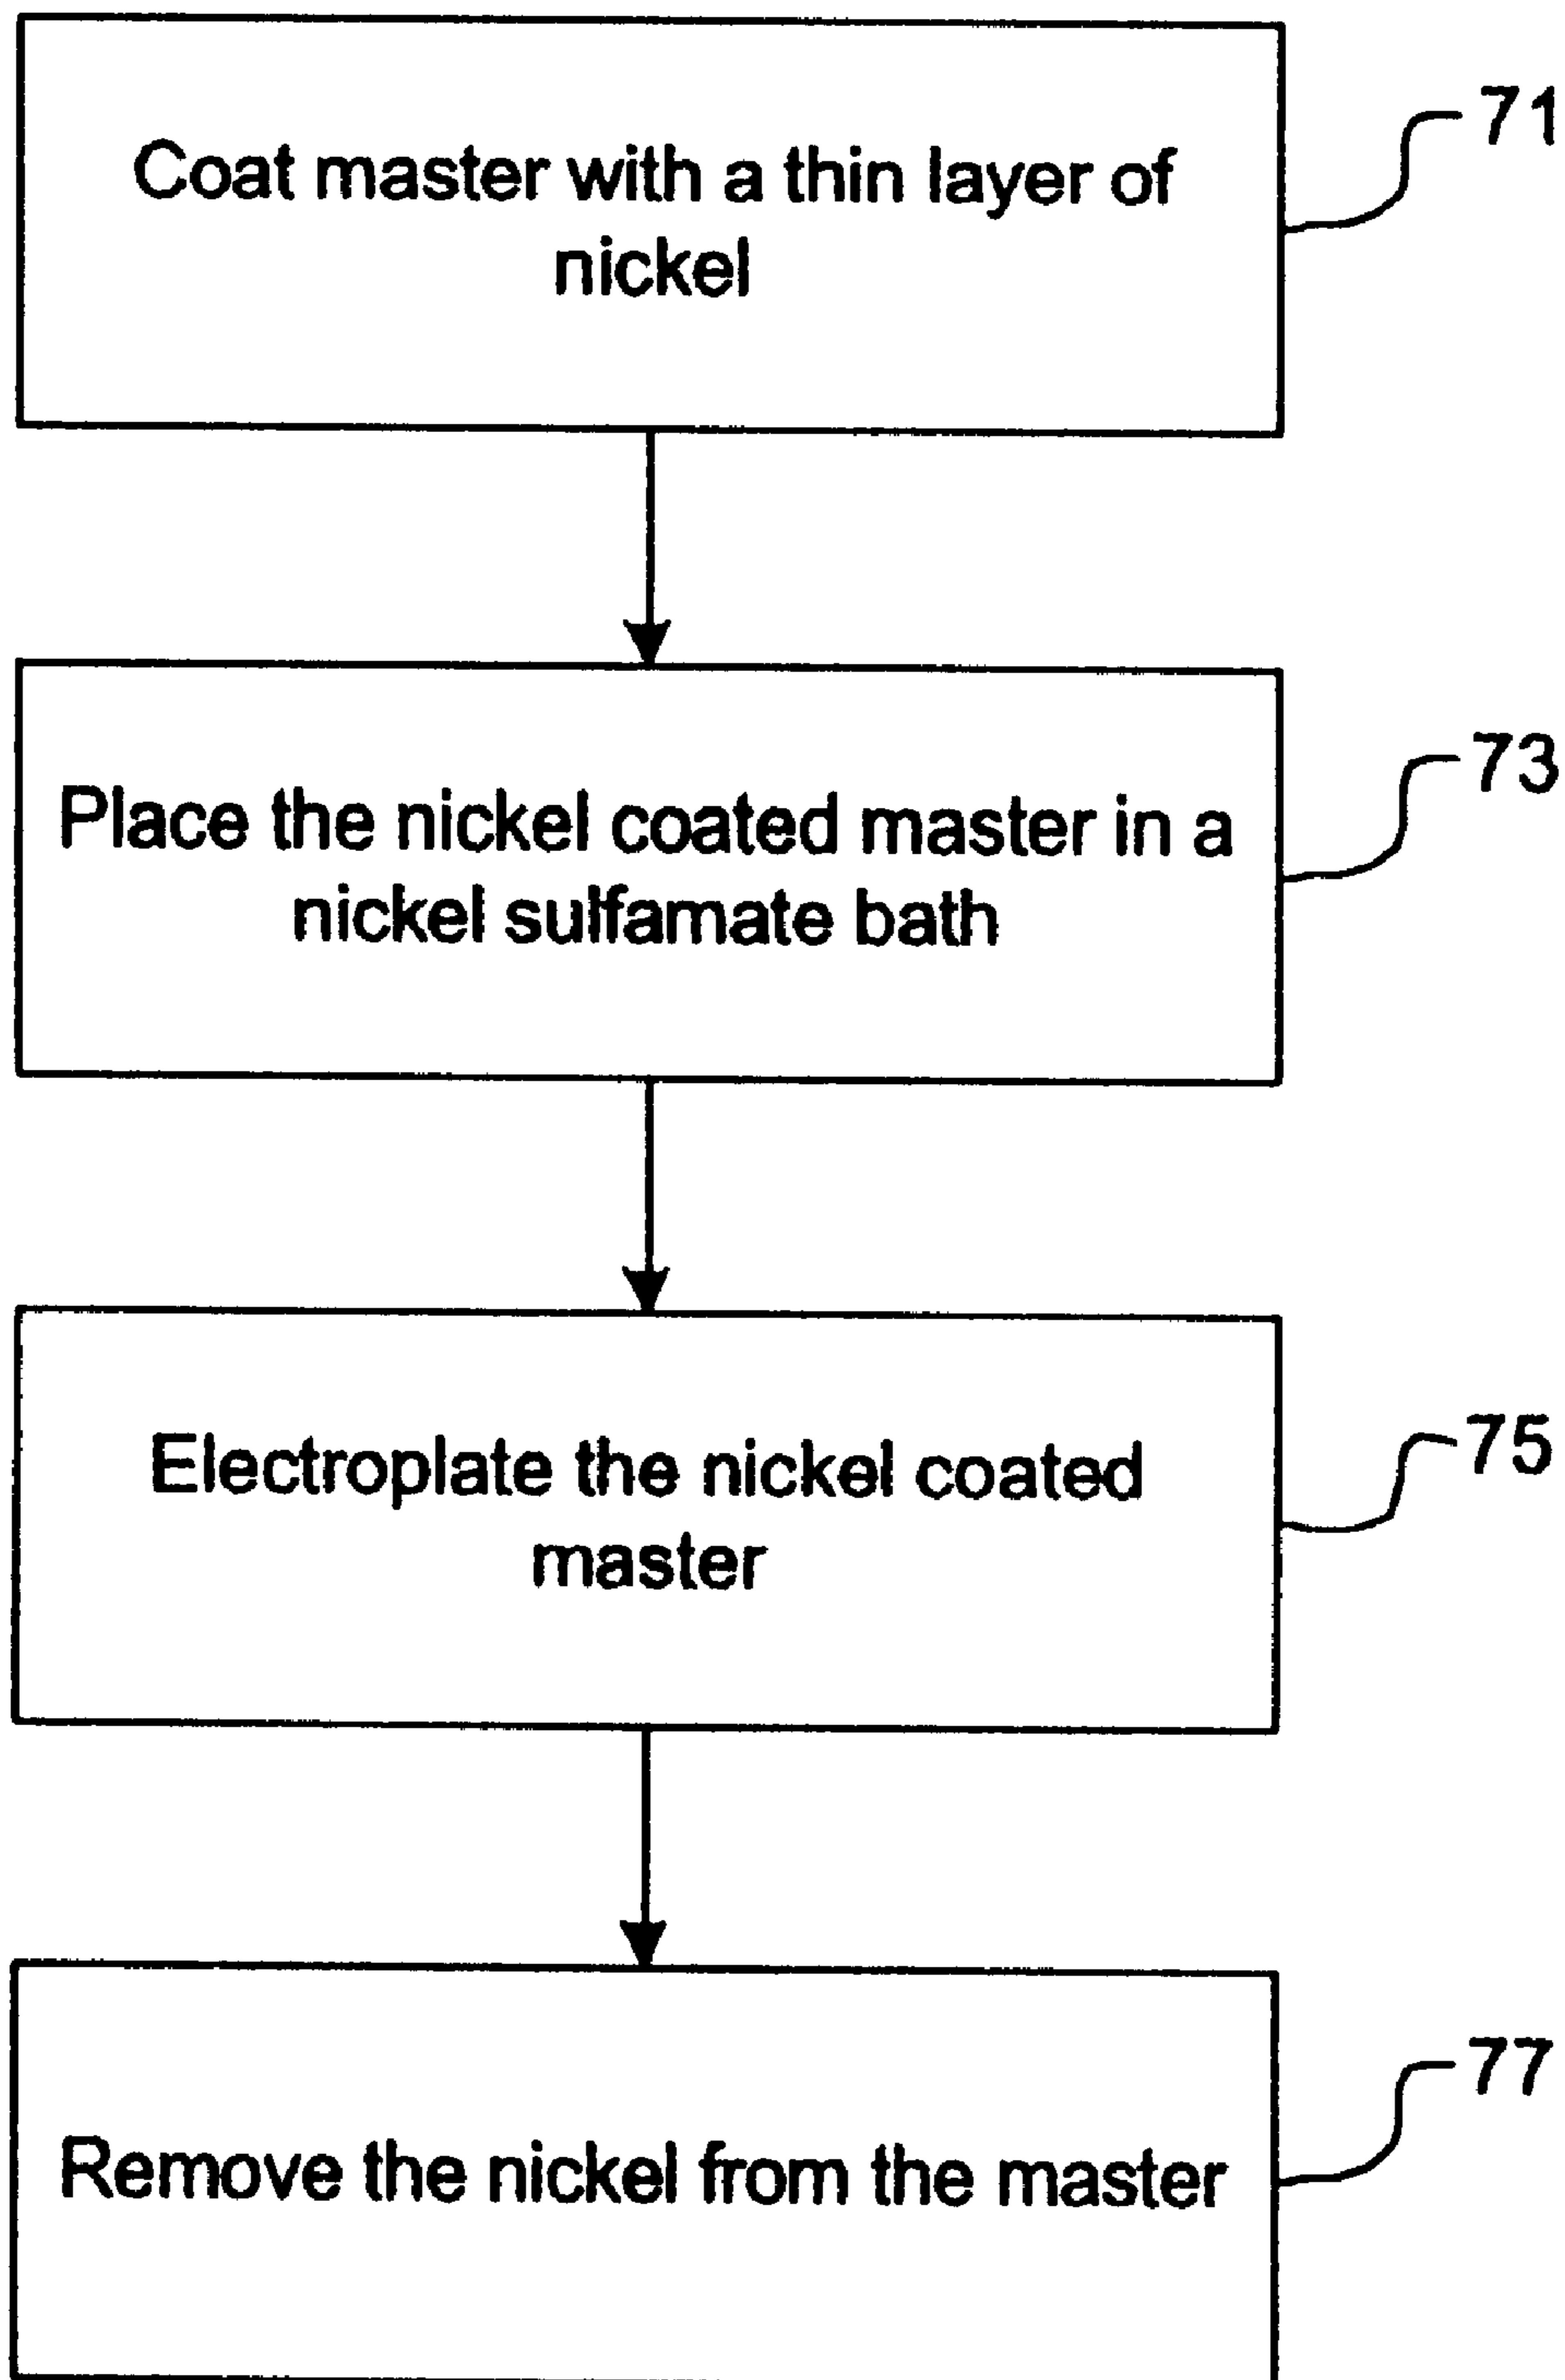 Coat master with a thin layer of
nickel
71
Place the nickel coated master in a
nickel sulfamate bath
73
Electroplate the nickel coated
master
75
Remove the nickel from the master
77